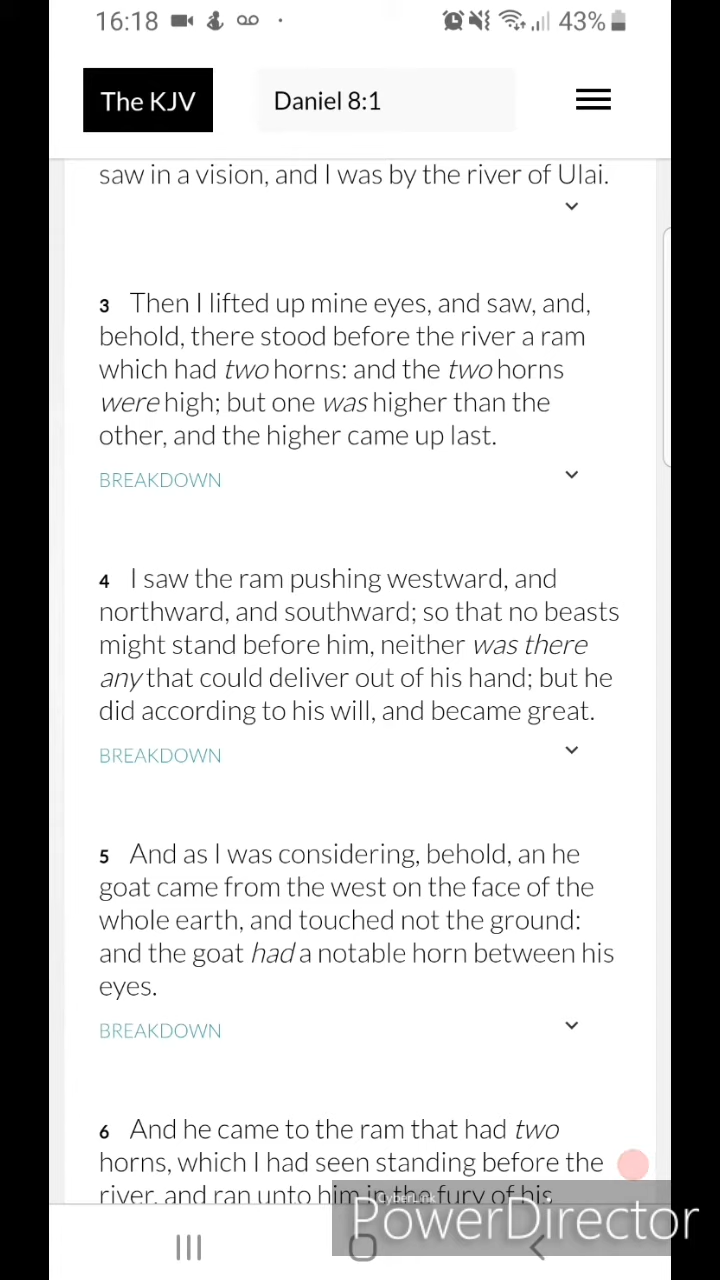 16:18 43%
The KJV Daniel 8:1
saw in a vision, and I was by the river of Ulai.
3 Then I lifted up mine eyes, and saw, and,
behold, there stood before the river a ram
which had two horns: and the two horns
were high; but one was higher than the
other, and the higher came up last.
BREAKDOWN
4 I saw the ram pushing westward, and
northward, and southward; so that no beasts
might stand before him, neither was there
any that could deliver out of his hand; but he
did according to his will, and became great.
BREAKDOWN
5 And as I was considering, behold, an he
goat came from the west on the face of the
whole earth, and touched not the ground:
and the goat had a notable horn between his
eyes.
BREAKDOWN
6 And he came to the ram that had two
horns, which I had seen standing before the
river, and ran unto him in the fury of his
CyberLink
PowerDirector